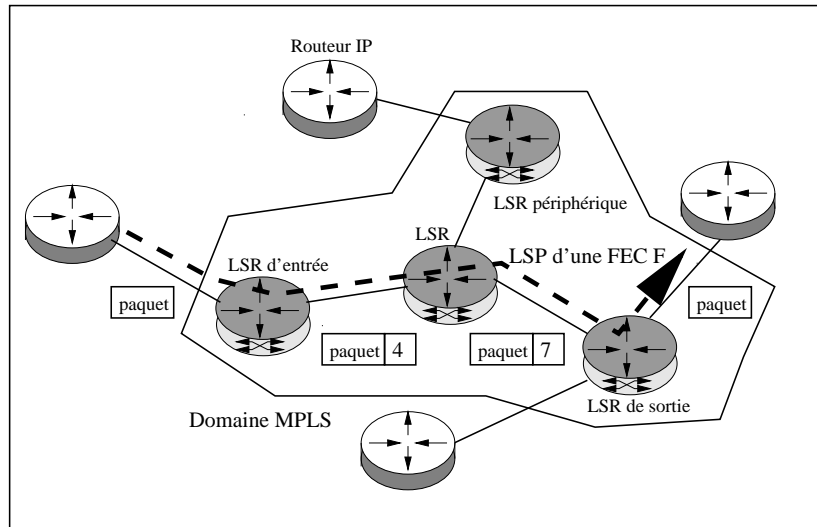 Routeur IP
LSR périphérique
LSR
LSP d'une FEC F
LSR d'entrée
paquet
paquet
paquet 4
paquet 7
LSR de sortie
Domaine MPLS